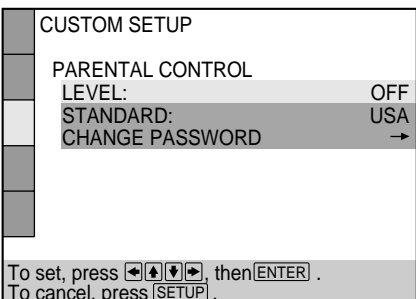 CUSTOM SETUP
PARENTAL CONTROL
LEVEL: OFF
STANDARD: USA
CHANGE PASSWORD →
To set, press ←↑↓→, then ENTER .
To cancel, press SETUP .